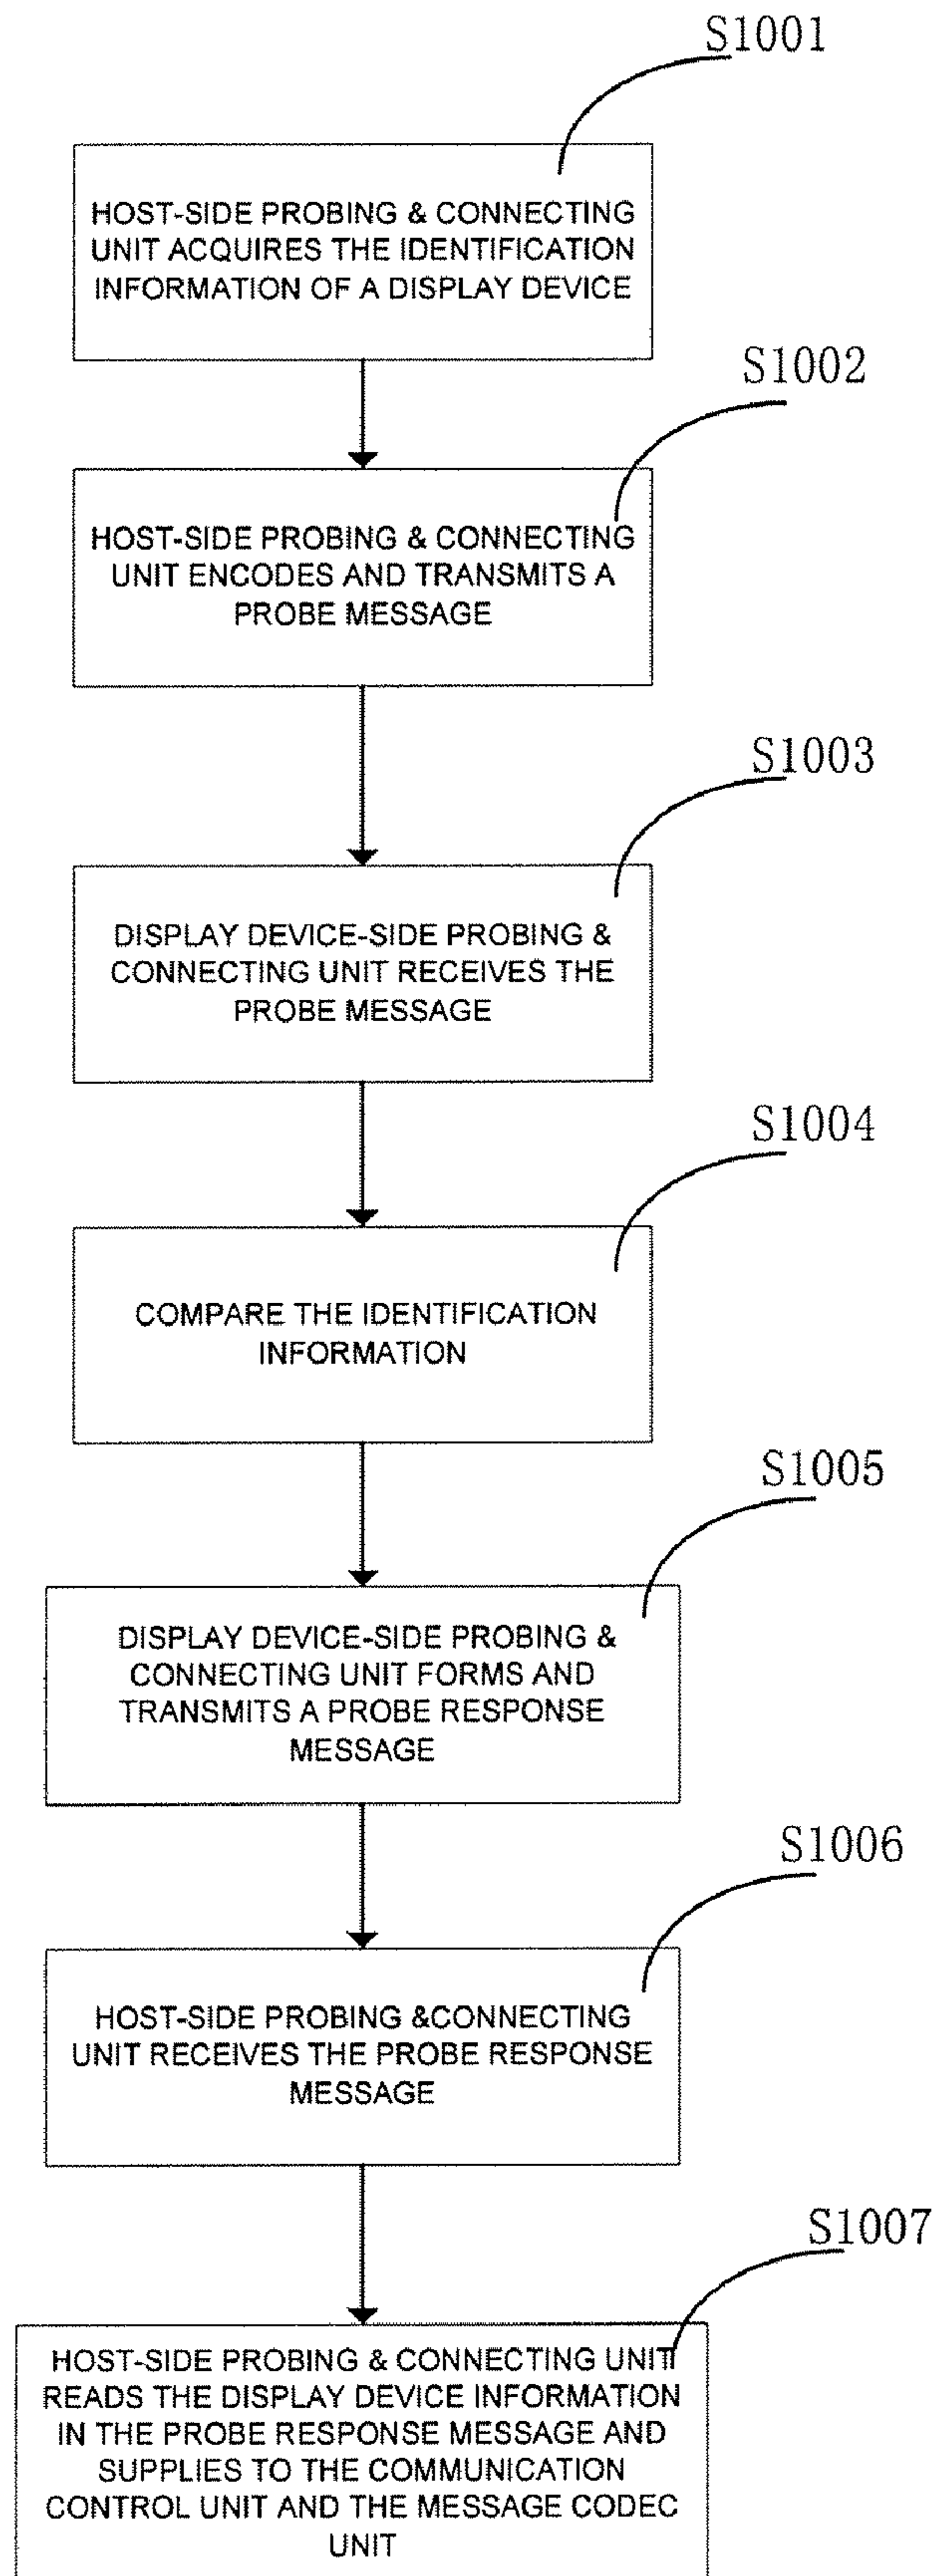 S1001
HOST-SIDE PROBING & CONNECTING
UNIT ACQUIRES THE IDENTIFICATION
INFORMATION OF A DISPLAY DEVICE
S1002
HOST-SIDE PROBING & CONNECTING
UNIT ENCODES AND TRANSMITS A
PROBE MESSAGE
S1003
DISPLAY DEVICE-SIDE PROBING &
CONNECTING UNIT RECEIVES THE
PROBE MESSAGE
S1004
COMPARE THE IDENTIFICATION
INFORMATION
S1005
DISPLAY DEVICE-SIDE PROBING &
CONNECTING UNIT FORMS AND
TRANSMITS A PROBE RESPONSE
MESSAGE
S1006
HOST-SIDE PROBING &CONNECTING
UNIT RECEIVES THE PROBE RESPONSE
MESSAGE
S1007
HOST-SIDE PROBING & CONNECTING UNIT
READS THE DISPLAY DEVICE INFORMATION
IN THE PROBE RESPONSE MESSAGE AND
SUPPLIES TO THE COMMUNICATION
CONTROL UNIT AND THE MESSAGE CODEC
UNIT